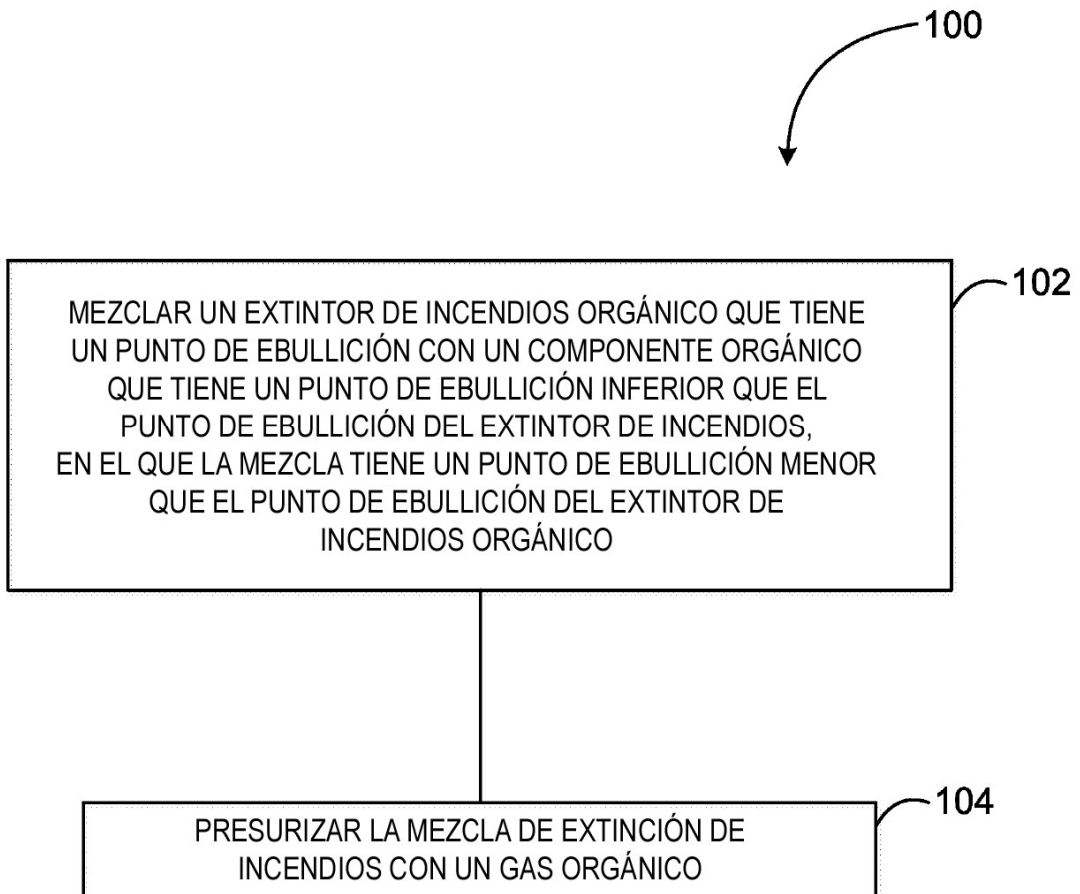 100
102
MEZCLAR UN EXTINTOR DE INCENDIOS ORGÁNICO QUE TIENE
UN PUNTO DE EBULLICIÓN CON UN COMPONENTE ORGÁNICO
QUE TIENE UN PUNTO DE EBULLICIÓN INFERIOR QUE EL
PUNTO DE EBULLICIÓN DEL EXTINTOR DE INCENDIOS,
EN EL QUE LA MEZCLA TIENE UN PUNTO DE EBULLICIÓN MENOR
QUE EL PUNTO DE EBULLICIÓN DEL EXTINTOR DE
INCENDIOS ORGÁNICO
104
PRESURIZAR LA MEZCLA DE EXTINCIÓN DE
INCENDIOS CON UN GAS ORGÁNICO